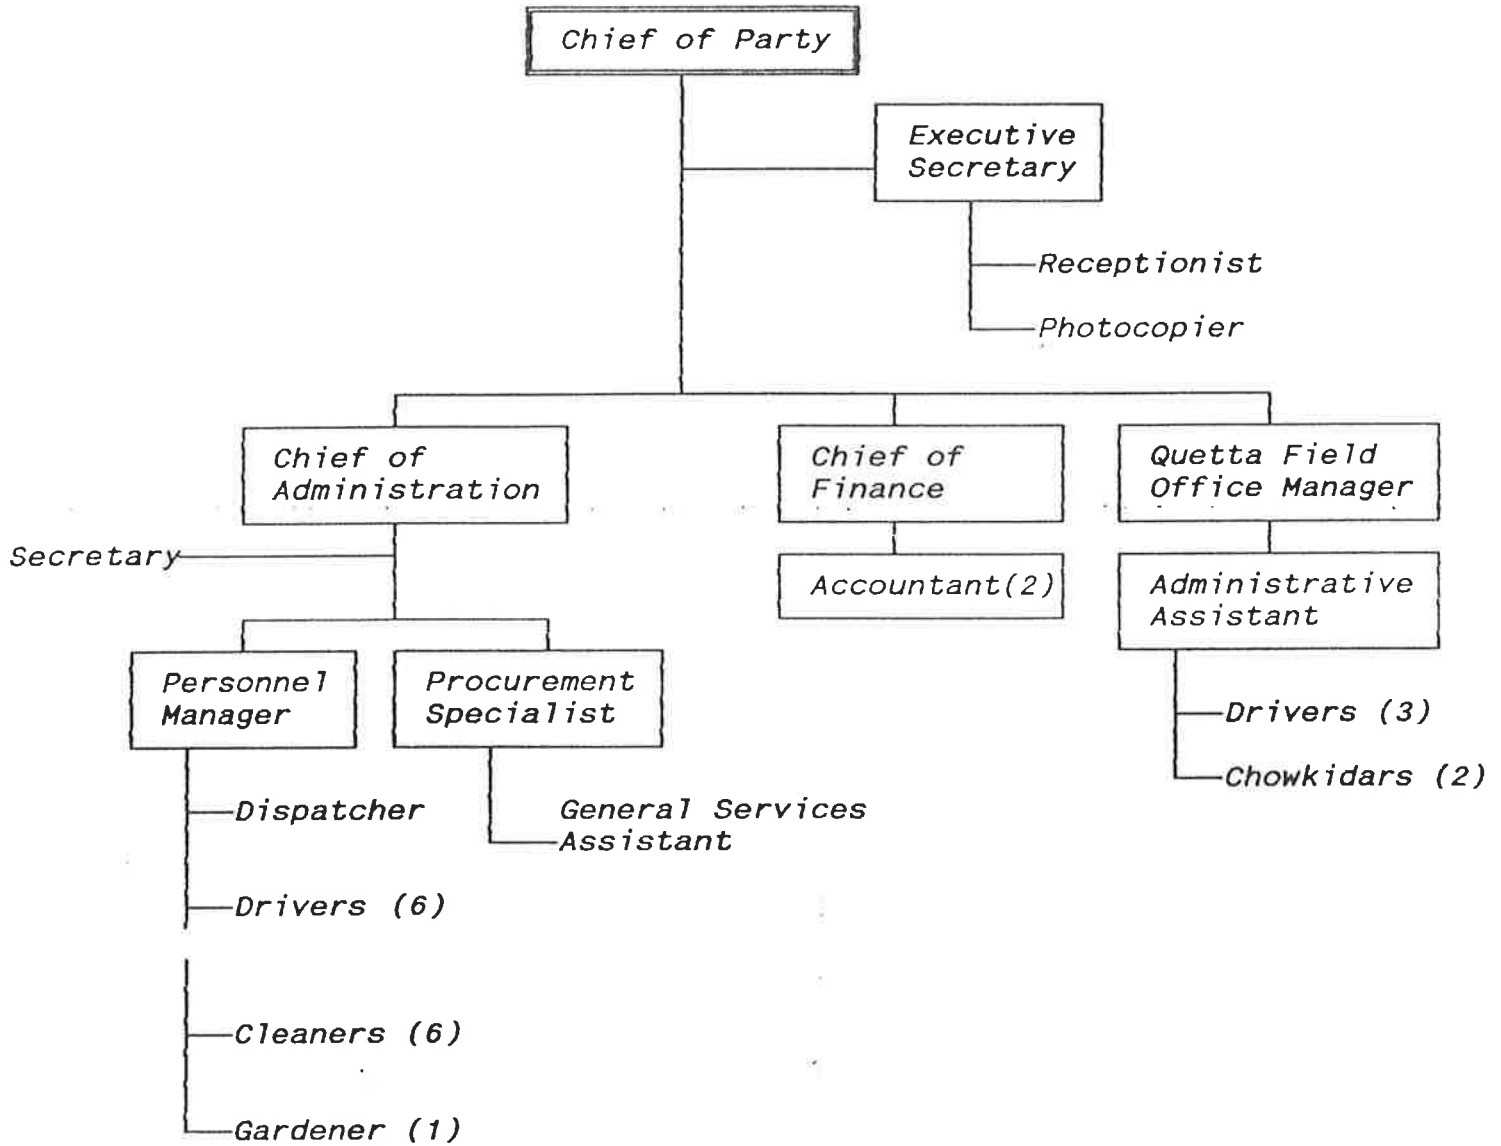 Chief of Party
Executive
Secretary
Receptionist
Photocopier
Chief of
Administration
Chief of
Finance
Quetta Field
Office Manager
Secretary
Accountant(2)
Administrative
Assistant
Personnel
Manager
Procurement
Specialist
Drivers (3)
Chowkidars (2)
Dispatcher
General Services
Assistant
Drivers (6)
Cleaners (6)
Gardener (1)